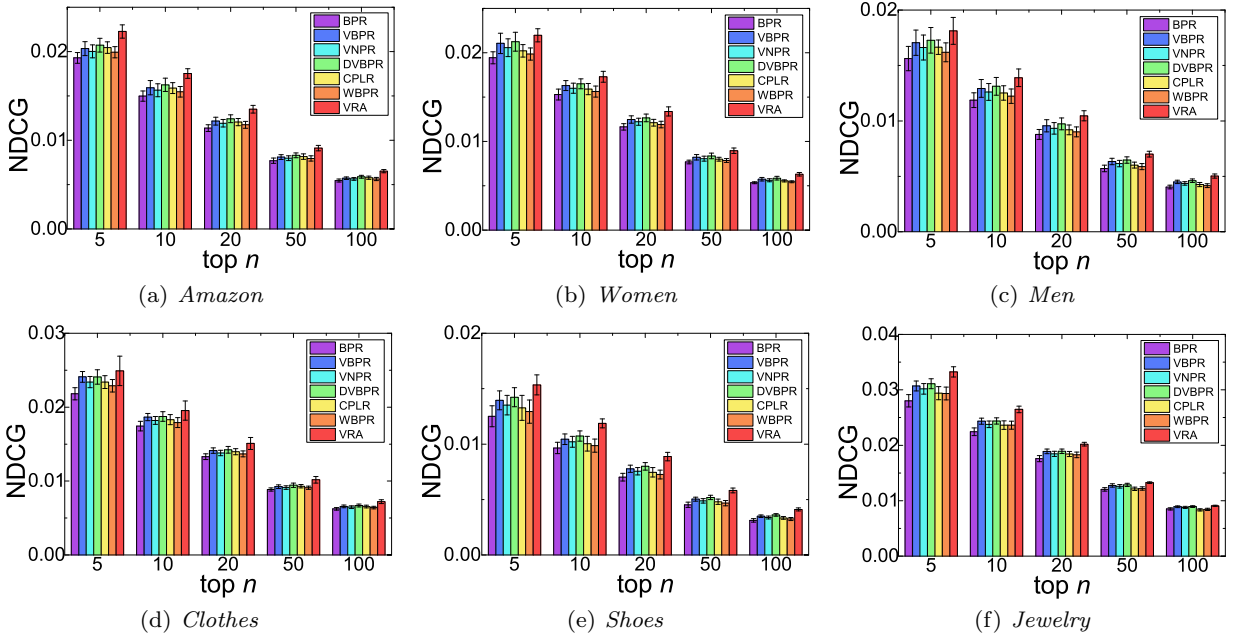 NDCG
0.02
0.01
0.00
BPR
VBPR
VNPR
DVBPR
CPLR
WBPR
VRA
5 10 20 50 100
top n
(a) Amazon
NDCG
0.02
0.01
0.00
BPR
VBPR
VNPR
DVBPR
CPLR
WBPR
VRA
5 10 20 50 100
top n
(b) Women
NDCG
0.02
0.01
0.00
BPR
VBPR
VNPR
DVBPR
CPLR
WBPR
VRA
5 10 20 50 100
top n
(c) Men
NDCG
0.03
0.02
0.01
0.00
BPR
VBPR
VNPR
DVBPR
CPLR
WBPR
VRA
5 10 20 50 100
top n
(d) Clothes
NDCG
0.02
0.01
0.00
BPR
VBPR
VNPR
DVBPR
CPLR
WBPR
VRA
5 10 20 50 100
top n
(e) Shoes
NDCG
0.04
0.03
0.02
0.01
0.00
BPR
VBPR
VNPR
DVBPR
CPLR
WBPR
VRA
5 10 20 50 100
top n
(f) Jewelry